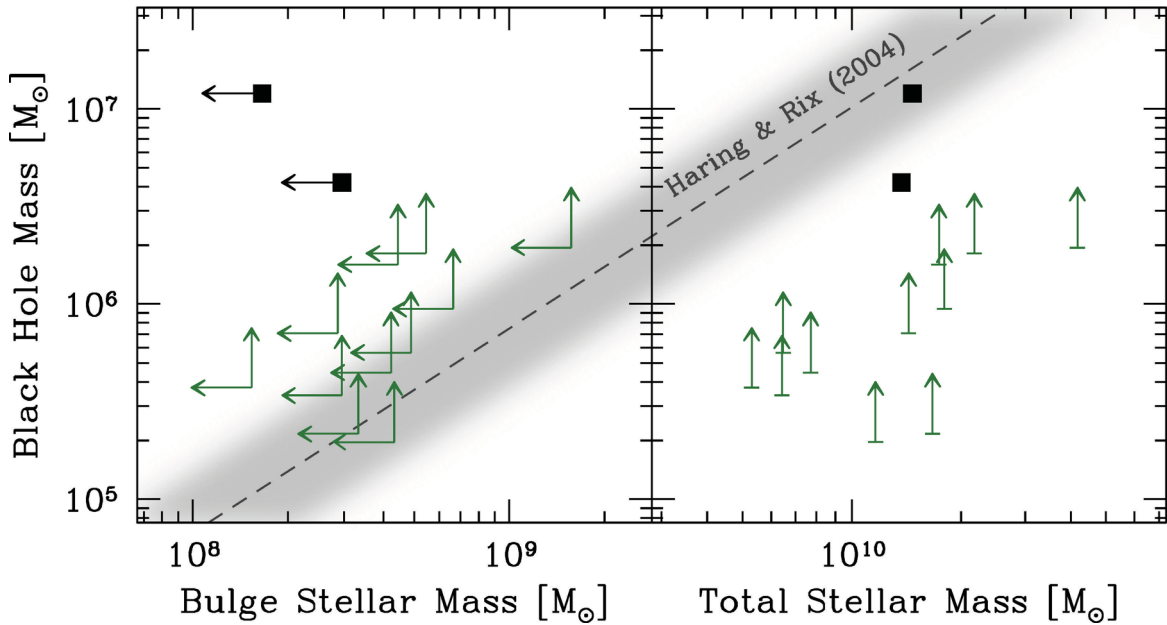 Black Hole Mass [M⊙]
10⁷
10⁶
10⁵
Haring & Rix (2004)
10⁸
10⁹
10¹⁰
Bulge Stellar Mass [M⊙]
Total Stellar Mass [M⊙]